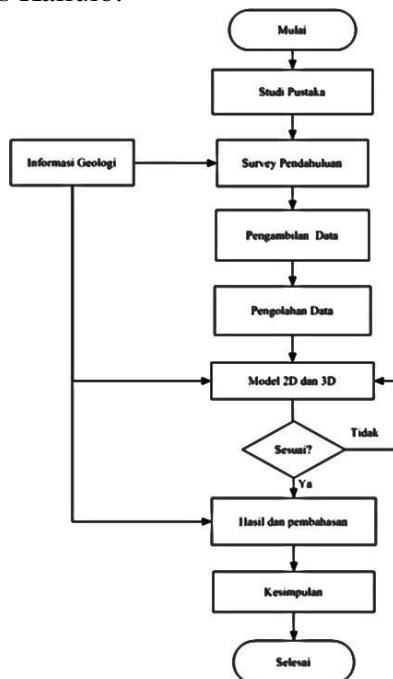 Mulai
Studi Pustaka
Informasi Geologi
Survey Pendahuluan
Pengambilan Data
Pengolahan Data
Model 2D dan 3D
Sesuai?
Tidak
Ya
Hasil dan pembahasan
Kesimpulan
Selesai